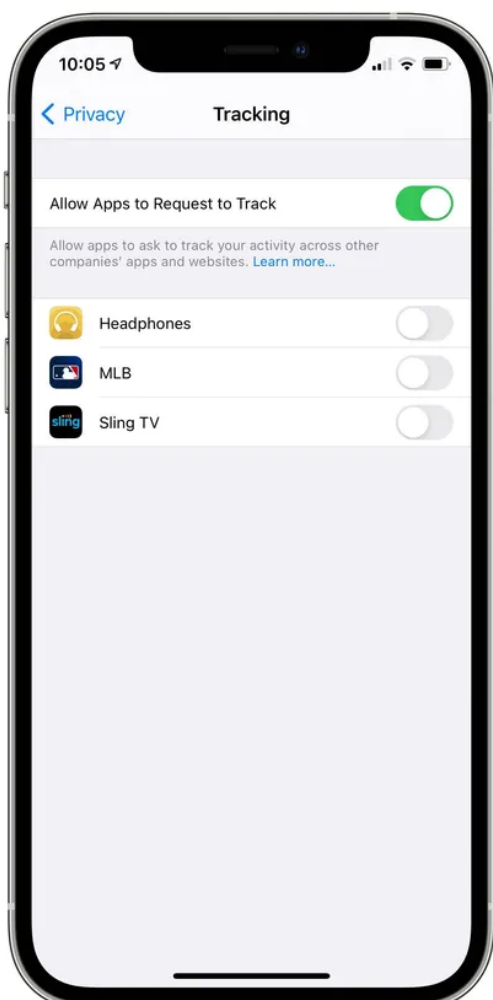 10:05
Privacy
Tracking
Allow Apps to Request to Track
Allow apps to ask to track your activity across other
companies' apps and websites. Learn more...
Headphones
MLB
sling
Sling TV